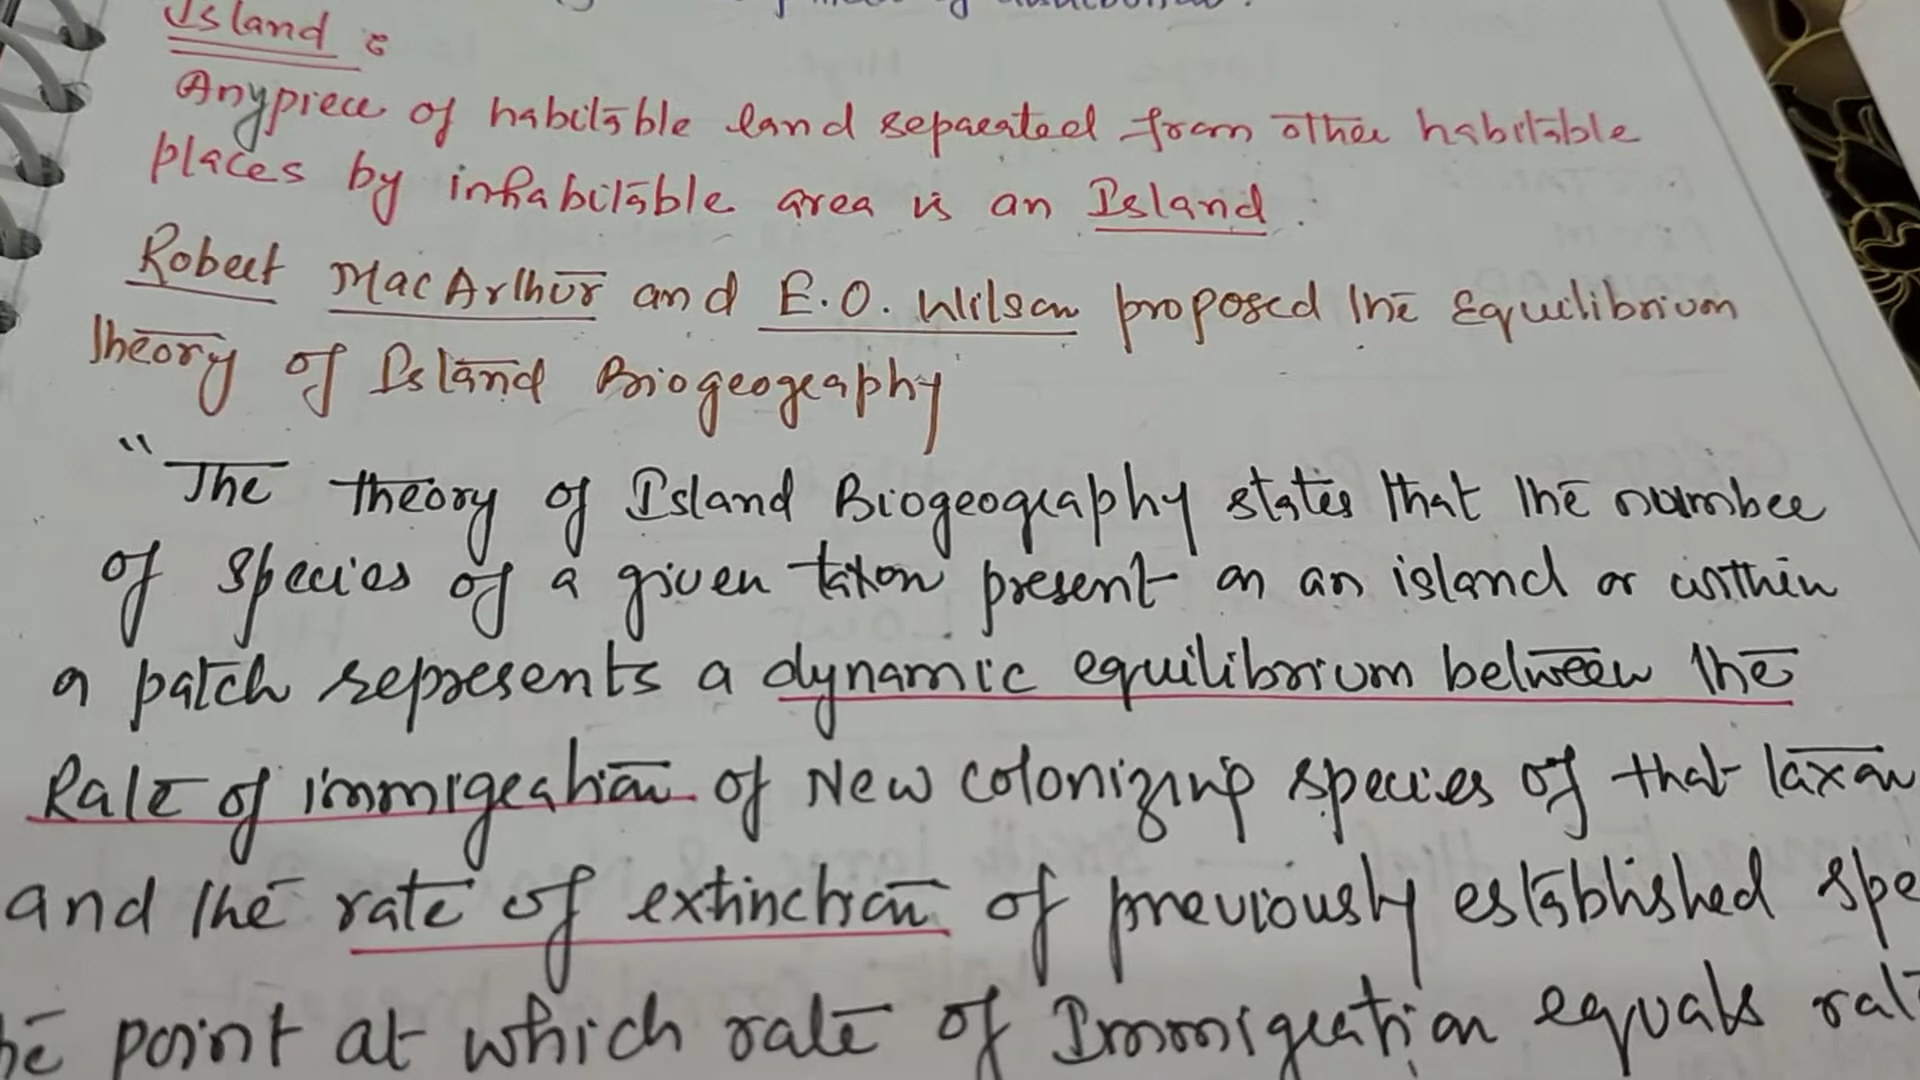 Island :
Any piece of habitable land separated from other habitable
places by inhabitable area is an Island.
Robert MacArthur and E.O. Wilson proposed the Equilibrium
theory of Island Biogeography
"The theory of Island Biogeography states that the number
of species of a given taxon present on an island or within
a patch represents a dynamic equilibrium between the
Rate of immigration of New colonizing species of that taxon
and the rate of extinction of previously established spe
point at which rate of Immigration equals rat